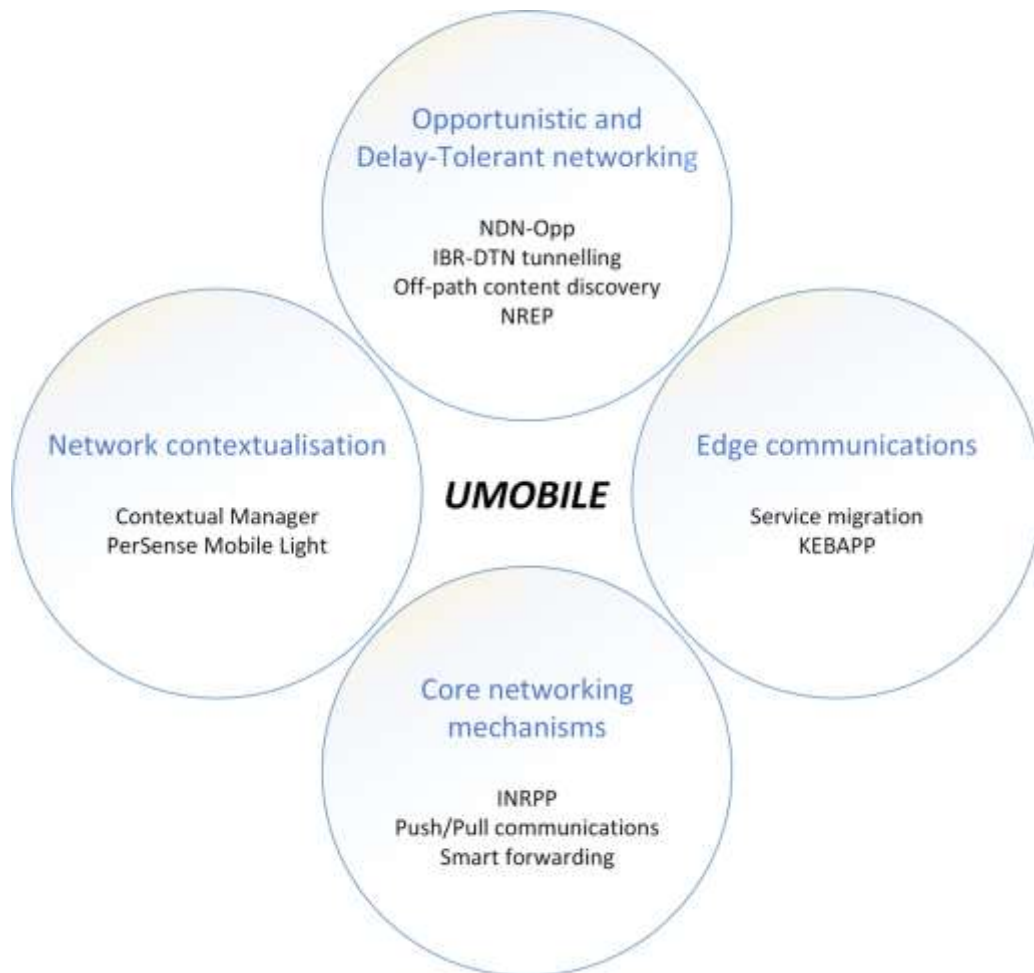 Opportunistic and
Delay-Tolerant networking
NDN-Opp
IBR-DTN tunnelling
Off-path content discovery
NREP
Network contextualisation
Contextual Manager
PerSense Mobile Light
UMOBILE
Edge communications
Service migration
KEBAPP
Core networking
mechanisms
INRPP
Push/Pull communications
Smart forwarding